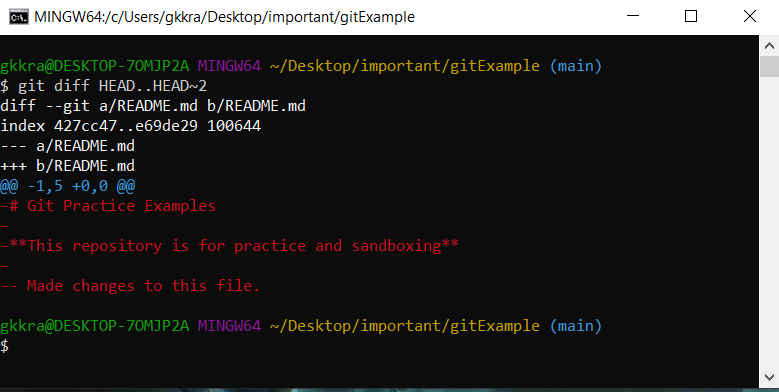 MINGW64:/c/Users/gkkra/Desktop/important/gitExample
gkkra@DESKTOP-7OMJP2A MINGW64 ~/Desktop/important/gitExample (main)
$ git diff HEAD..HEAD~2
diff --git a/README.md b/README.md
index 427cc47..e69de29 100644
--- a/README.md
+++ b/README.md
@@ -1,5 +0,0 @@
-# Git Practice Examples
-
-**This repository is for practice and sandboxing**
-
-- Made changes to this file.
gkkra@DESKTOP-7OMJP2A MINGW64 ~/Desktop/important/gitExample (main)
$